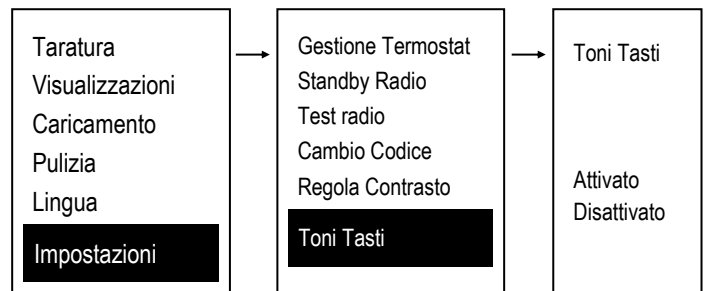 Taratura
Visualizzazioni
Caricamento
Pulizia
Lingua
Impostazioni
Gestione Termostat
Standby Radio
Test radio
Cambio Codice
Regola Contrasto
Toni Tasti
Toni Tasti
Attivato
Disattivato